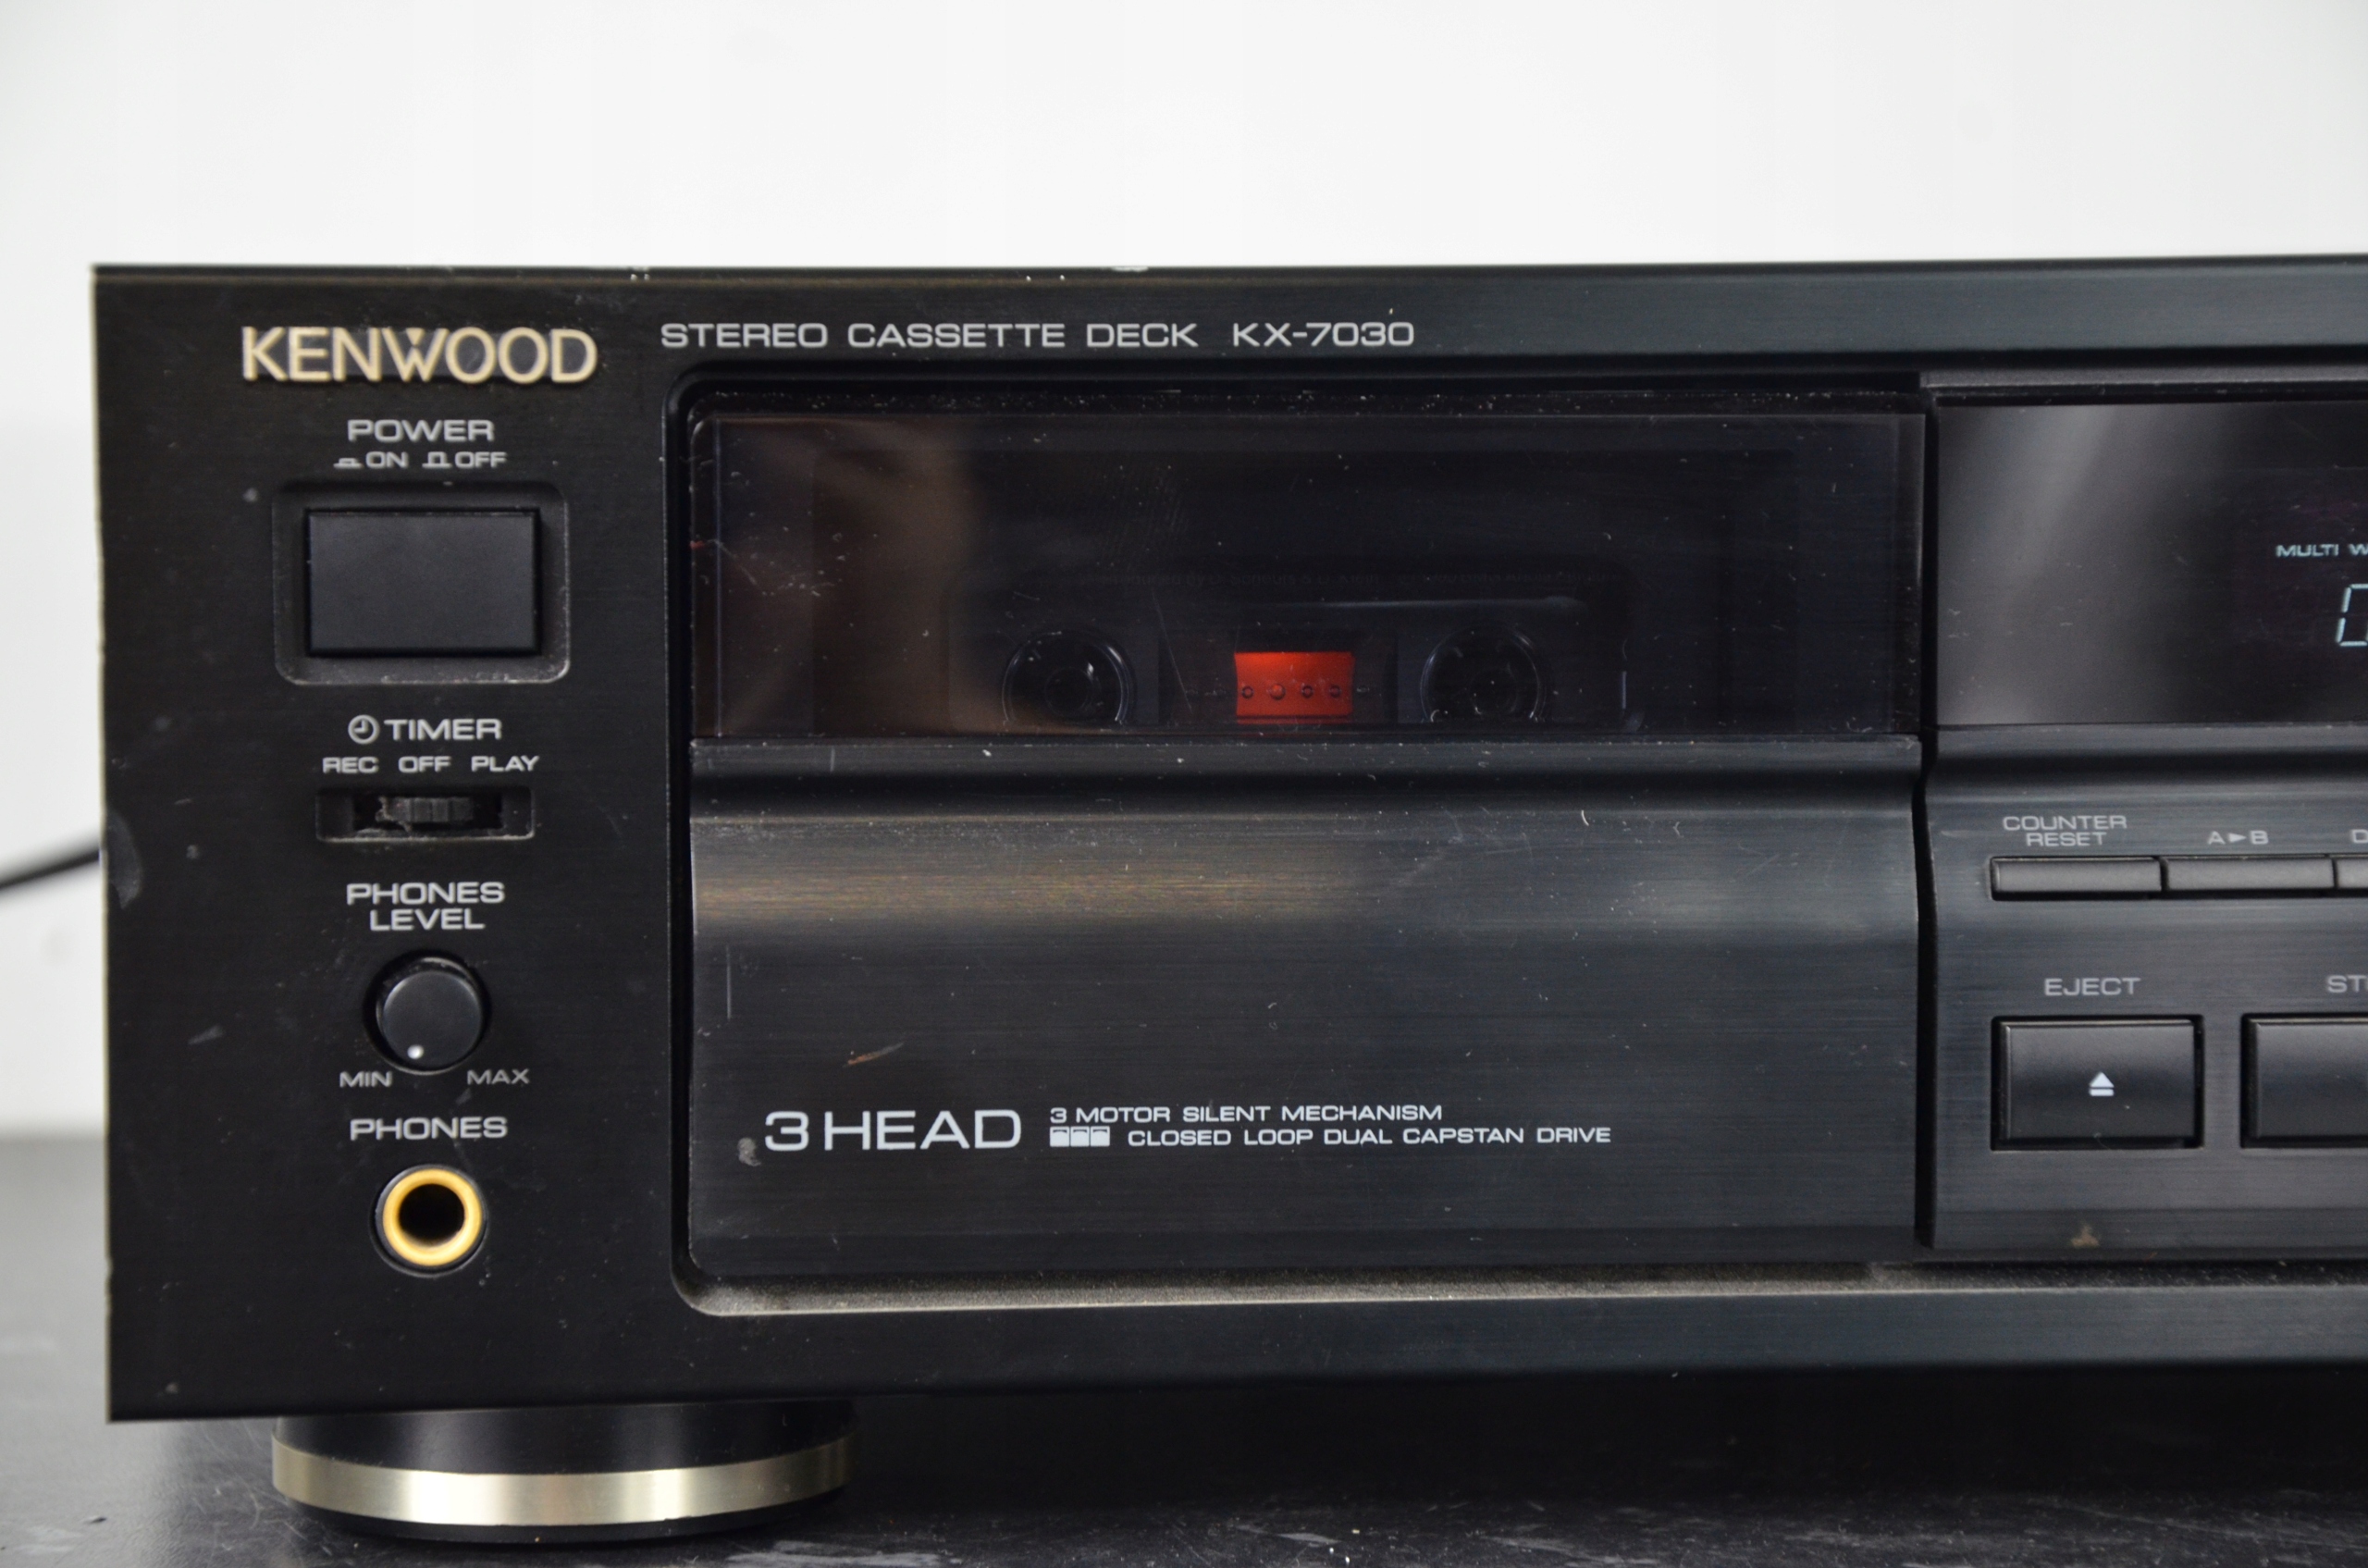 KENWOOD
STEREO CASSETTE DECK KX-7030
POWER
ON OFF
TIMER
REC OFF PLAY
PHONES
LEVEL
MIN MAX
PHONES
3 HEAD
3 MOTOR SILENT MECHANISM
CLOSED LOOP DUAL CAPSTAN DRIVE
MULTI
COUNTER
RESET
A►B
EJECT